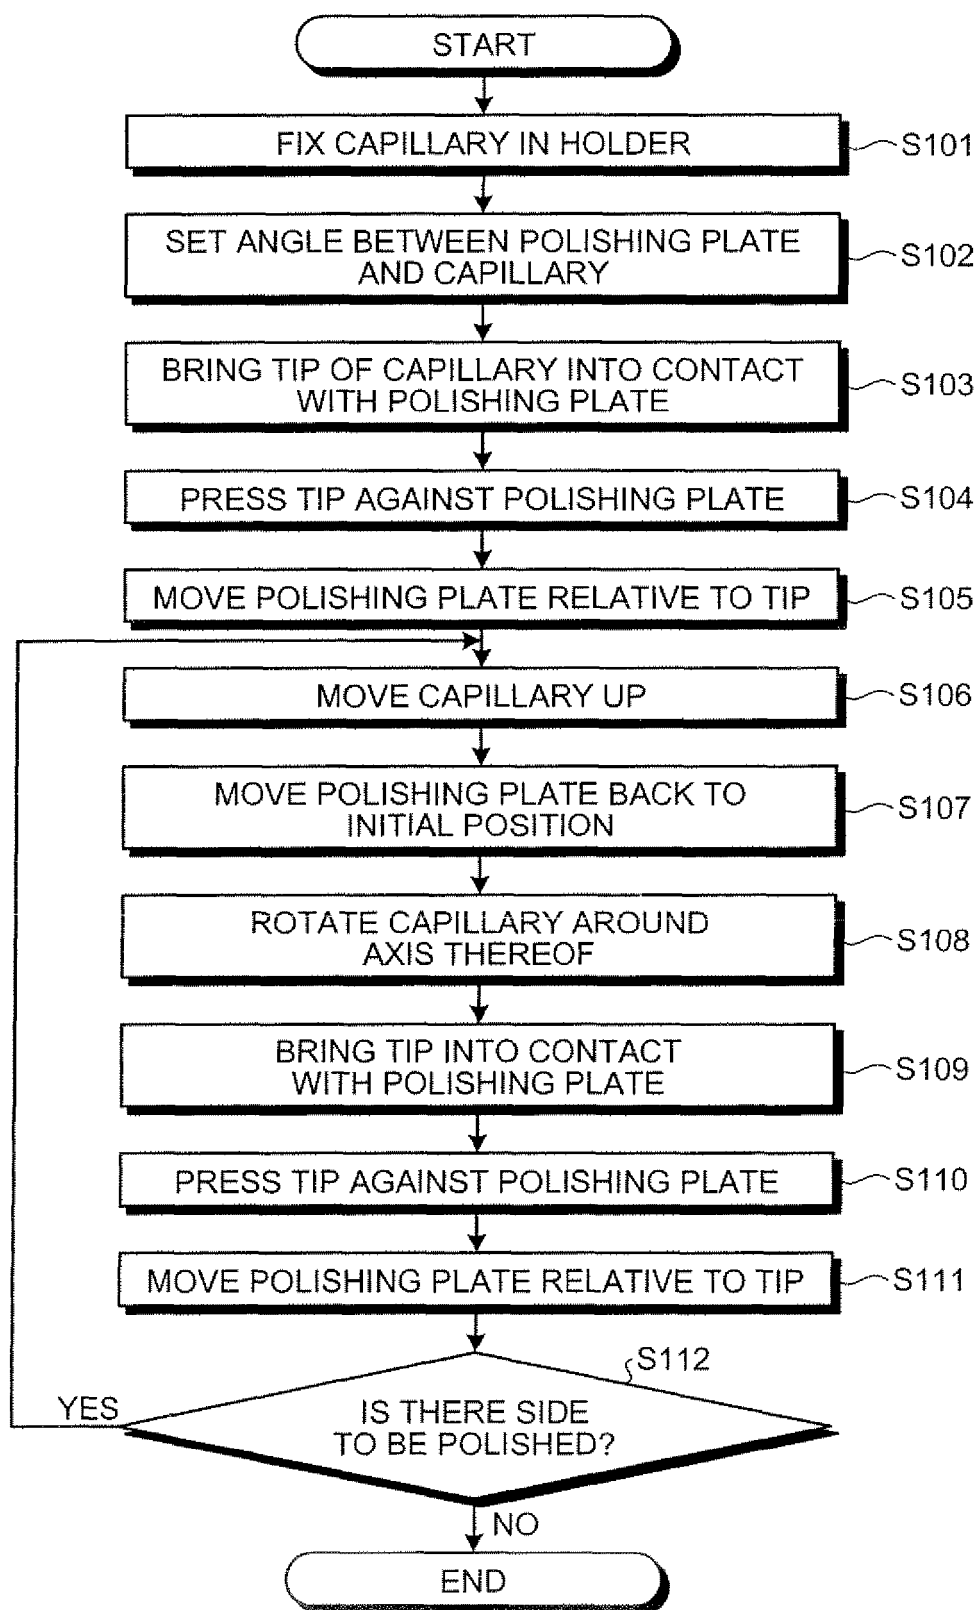 START
FIX CAPILLARY IN HOLDER
S101
SET ANGLE BETWEEN POLISHING PLATE
AND CAPILLARY
S102
BRING TIP OF CAPILLARY INTO CONTACT
WITH POLISHING PLATE
S103
PRESS TIP AGAINST POLISHING PLATE
S104
MOVE POLISHING PLATE RELATIVE TO TIP
S105
MOVE CAPILLARY UP
S106
MOVE POLISHING PLATE BACK TO
INITIAL POSITION
S107
ROTATE CAPILLARY AROUND
AXIS THEREOF
S108
BRING TIP INTO CONTACT
WITH POLISHING PLATE
S109
PRESS TIP AGAINST POLISHING PLATE
S110
MOVE POLISHING PLATE RELATIVE TO TIP
S111
S112
YES
IS THERE SIDE
TO BE POLISHED?
NO
END